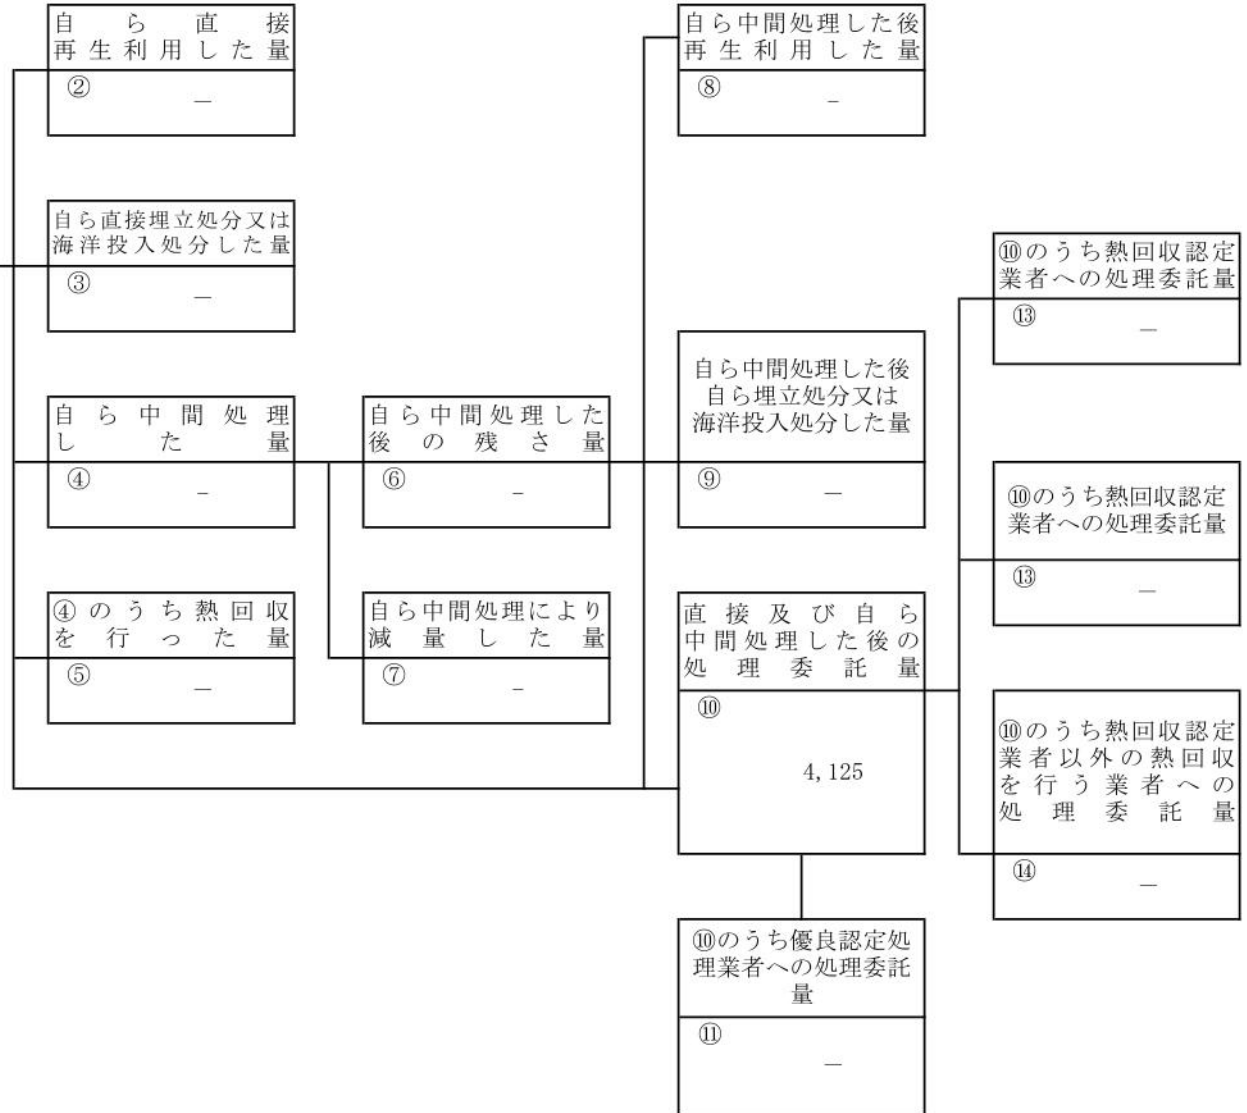 自ら直接
再生利用した量
②
－
自ら中間処理した後
再生利用した量
⑧
-
自ら直接埋立処分又は
海洋投入処分した量
③
－
⑩のうち熱回収認定
業者への処理委託量
⑬
－
自ら中間処理した後
自ら埋立処分又は
海洋投入処分した量
⑨
－
自ら中間処理
した量
④
-
自ら中間処理した
後の残さ量
⑥
-
⑩のうち熱回収認定
業者への処理委託量
⑬
－
④のうち熱回収
を行った量
⑤
－
自ら中間処理により
減量した量
⑦
-
直接及び自ら
中間処理した後の
処理委託量
⑩
4,125
⑩のうち熱回収認定
業者以外の熱回収
を行う業者への
処理委託量
⑭
－
⑩のうち優良認定処
理業者への処理委託
量
⑪
－